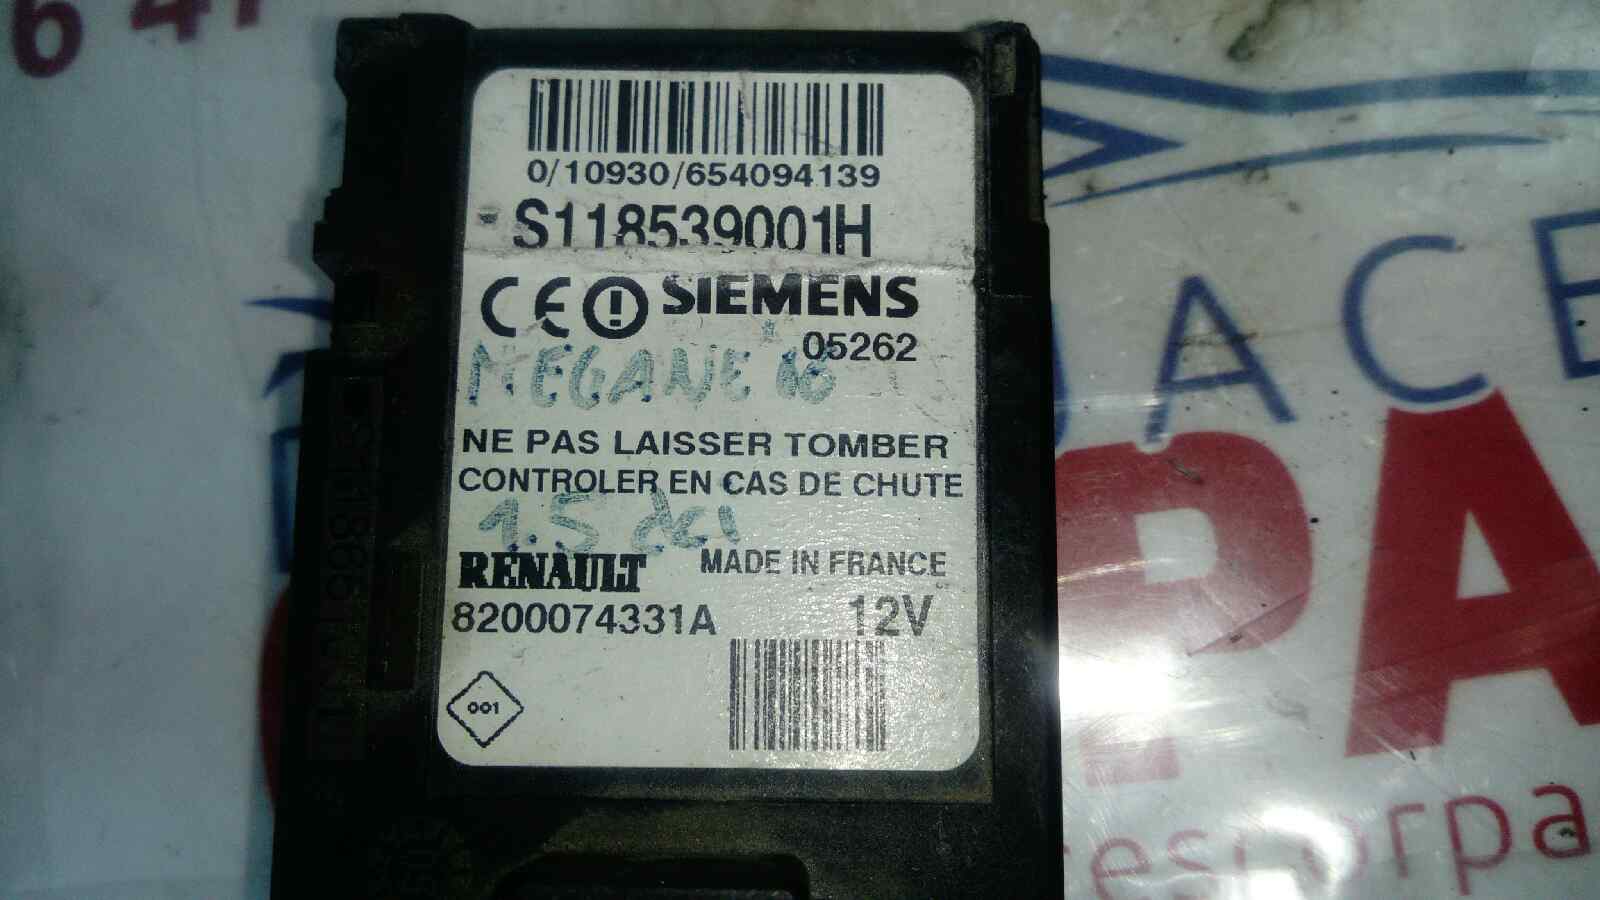 0/10930/654094139
S118539001H
CE SIEMENS
05262
MEGANE
NE PAS LAISSER TOMBER
CONTROLER EN CAS DE CHUTE
1.5 dci
RENAULT MADE IN FRANCE
8200074331A 12V
001